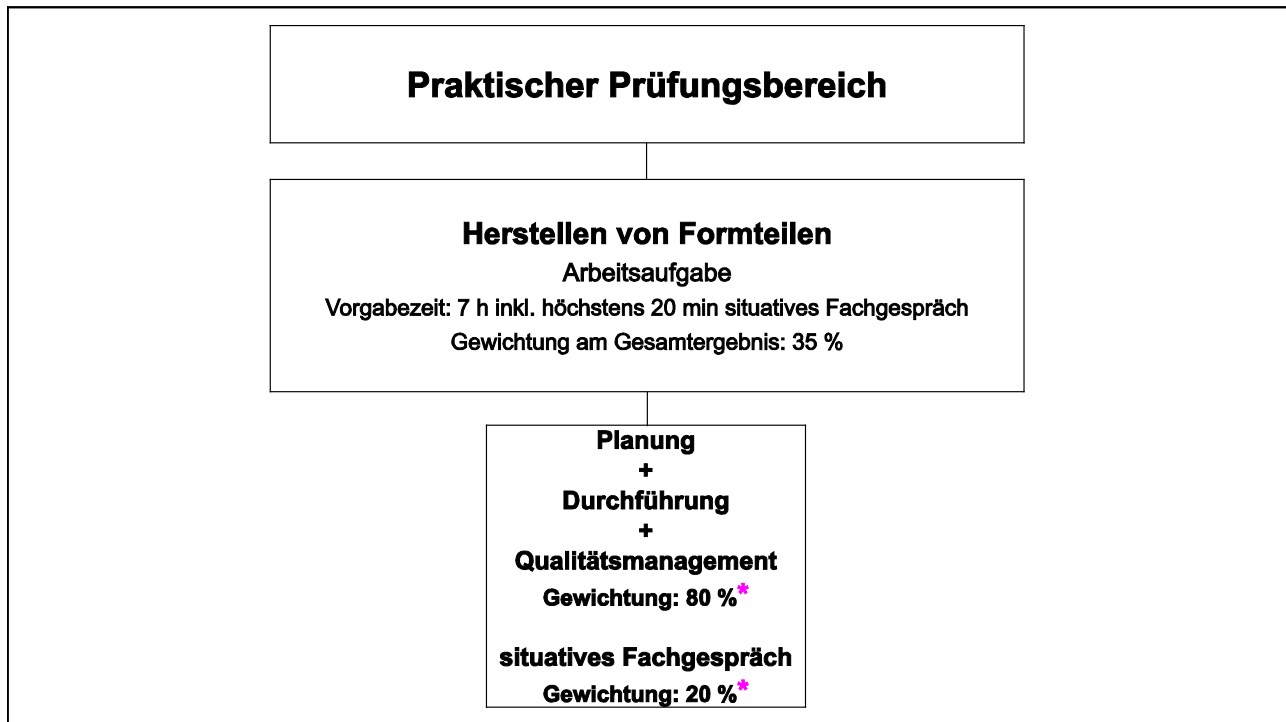 Praktischer Prüfungsbereich
Herstellen von Formteilen
Arbeitsaufgabe
Vorgabezeit: 7 h inkl. höchstens 20 min situatives Fachgespräch
Gewichtung am Gesamtergebnis: 35 %
Planung
+
Durchführung
+
Qualitätsmanagement
Gewichtung: 80 %*
situatives Fachgespräch
Gewichtung: 20 %*